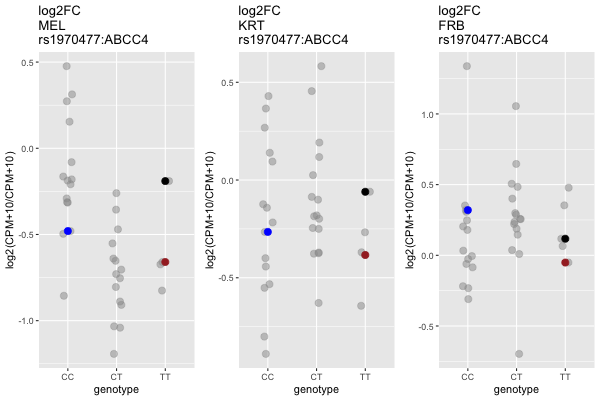 log2FC
MEL
rs1970477:ABCC4
log2(CPM+10/CPM+10)
0.5
0.0
-0.5
-1.0
CC CT TT
genotype
log2FC
KRT
rs1970477:ABCC4
log2(CPM+10/CPM+10)
0.5
0.0
-0.5
CC CT TT
genotype
log2FC
FRB
rs1970477:ABCC4
log2(CPM+10/CPM+10)
1.0
0.5
0.0
-0.5
CC CT TT
genotype